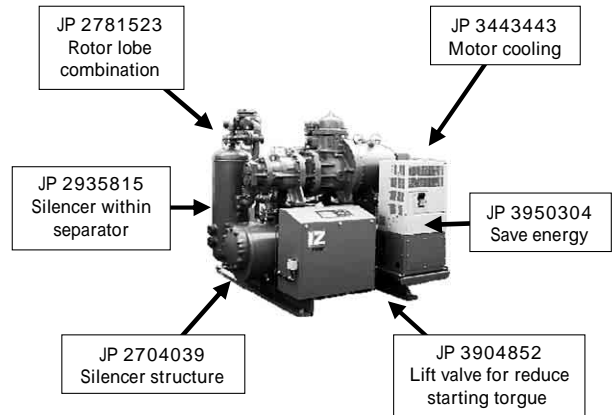 JP 2781523
Rotor lobe
combination
JP 3443443
Motor cooling
JP 2935815
Silencer within
separator
JP 3950304
Save energy
JP 2704039
Silencer structure
JP 3904852
Lift valve for reduce
starting torgue
IZ